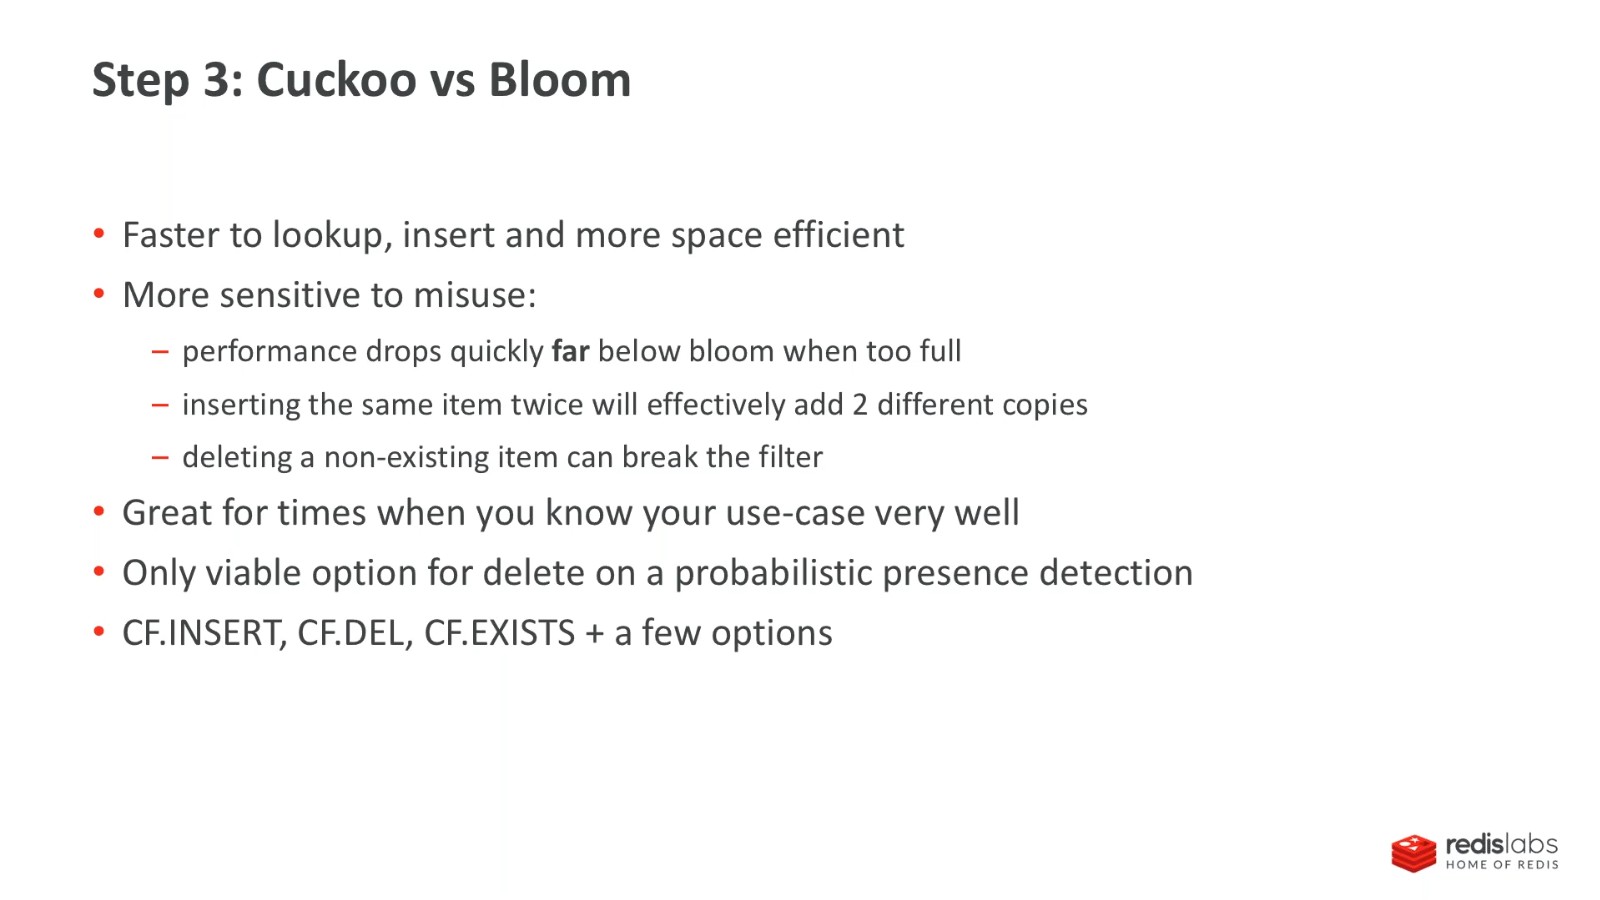 Step 3: Cuckoo vs Bloom
• Faster to lookup, insert and more space efficient
• More sensitive to misuse:
– performance drops quickly far below bloom when too full
– inserting the same item twice will effectively add 2 different copies
– deleting a non-existing item can break the filter
• Great for times when you know your use-case very well
• Only viable option for delete on a probabilistic presence detection
• CF.INSERT, CF.DEL, CF.EXISTS + a few options
redislabs
HOME OF REDIS